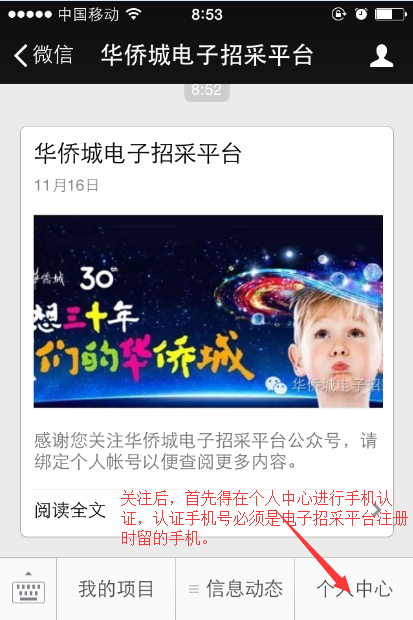 中国移动 8:53
微信 华侨城电子招采平台
8:52
华侨城电子招采平台
11月16日
华侨城 30
想三十年
们的华侨城
华侨城电子招
感谢您关注华侨城电子招采平台公众号，请
绑定个人帐号以便查阅更多内容。
阅读全文
关注后，首先得在个人中心进行手机认
证，认证手机号必须是电子招采平台注册
时留的手机。
我的项目 信息动态 个人中心